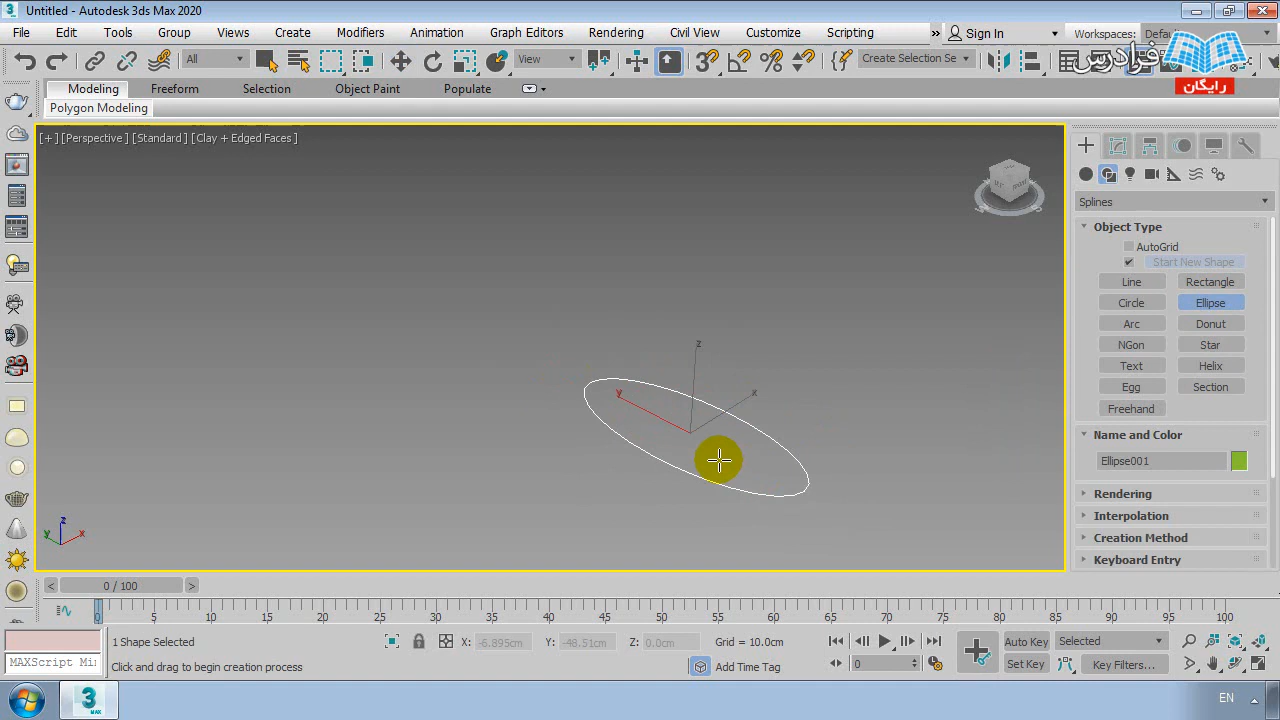 Untitled - Autodesk 3ds Max 2020
File Edit Tools Group Views Create Modifiers Animation Graph Editors Rendering Civil View Customize Scripting » Sign In Workspaces: Default
All View Create Selection Se
فرادرس
رایگان
Modeling Freeform Selection Object Paint Populate
Polygon Modeling
[+] [Perspective] [Standard] [Clay + Edged Faces]
Splines
Object Type
AutoGrid
Start New Shape
Line Rectangle
Circle Ellipse
Arc Donut
NGon Star
Text Helix
Egg Section
Freehand
Name and Color
Ellipse001
Rendering
Interpolation
Creation Method
Keyboard Entry
z
y x
z
y x
< 0 / 100 >
0 5 10 15 20 25 30 35 40 45 50 55 60 65 70 75 80 85 90 95 100
1 Shape Selected X: -6.895cm Y: -48.51cm Z: 0.0cm Grid = 10.0cm Auto Key Selected
MAXScript Mi Click and drag to begin creation process Add Time Tag 0 Set Key Key Filters...
3 MAX EN